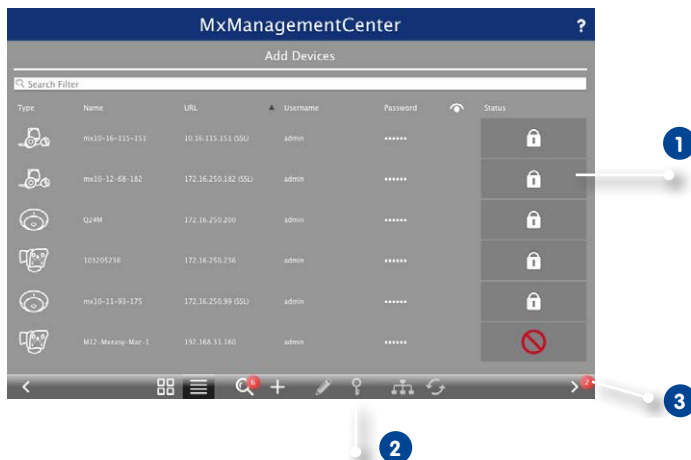 MxManagementCenter ?
Add Devices
Search Filter
Type Name URL Username Password Status
mx10-16-115-151 10.16.115.151 (SSL) admin ••••••
mx10-12-68-182 172.16.250.182 (SSL) admin ••••••
Q24M 172.16.250.200 admin ••••••
103205236 172.16.250.236 admin ••••••
mx10-11-93-175 172.16.250.99 (SSL) admin ••••••
M12-Mxeasy-Mar-1 192.168.31.160 admin ••••••
6
2
1
2
3